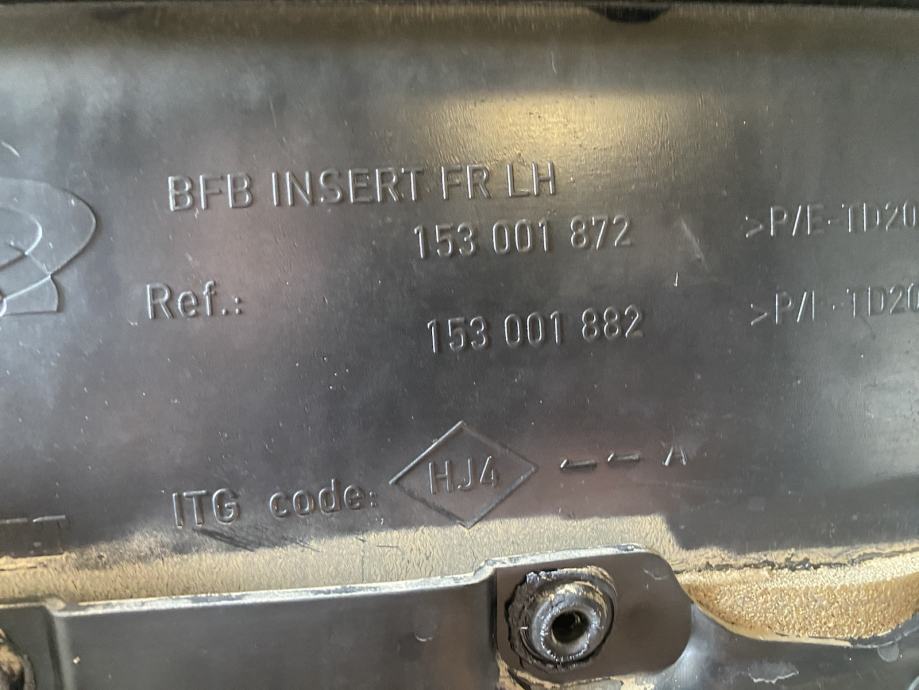 BFB INSERT FR LH
153 001 872 >P/E-TD20
Ref.:
153 001 882 >P/E-TD20
ITG code: HJ4 -- A